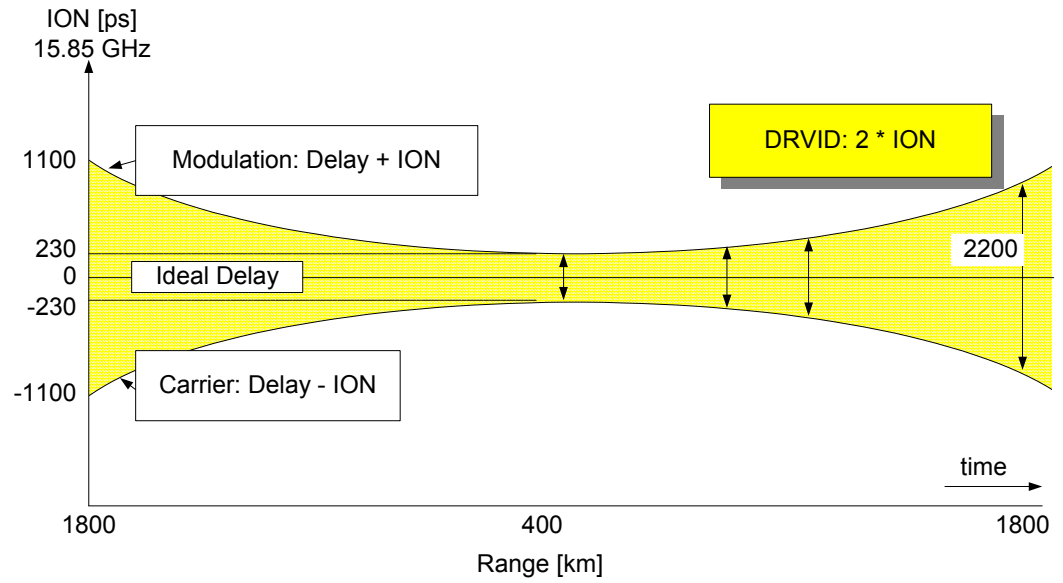 ION [ps]
15.85 GHz
1100
Modulation: Delay + ION
DRVID: 2 * ION
230
0
Ideal Delay
2200
-230
-1100
Carrier: Delay - ION
time
1800
400
1800
Range [km]